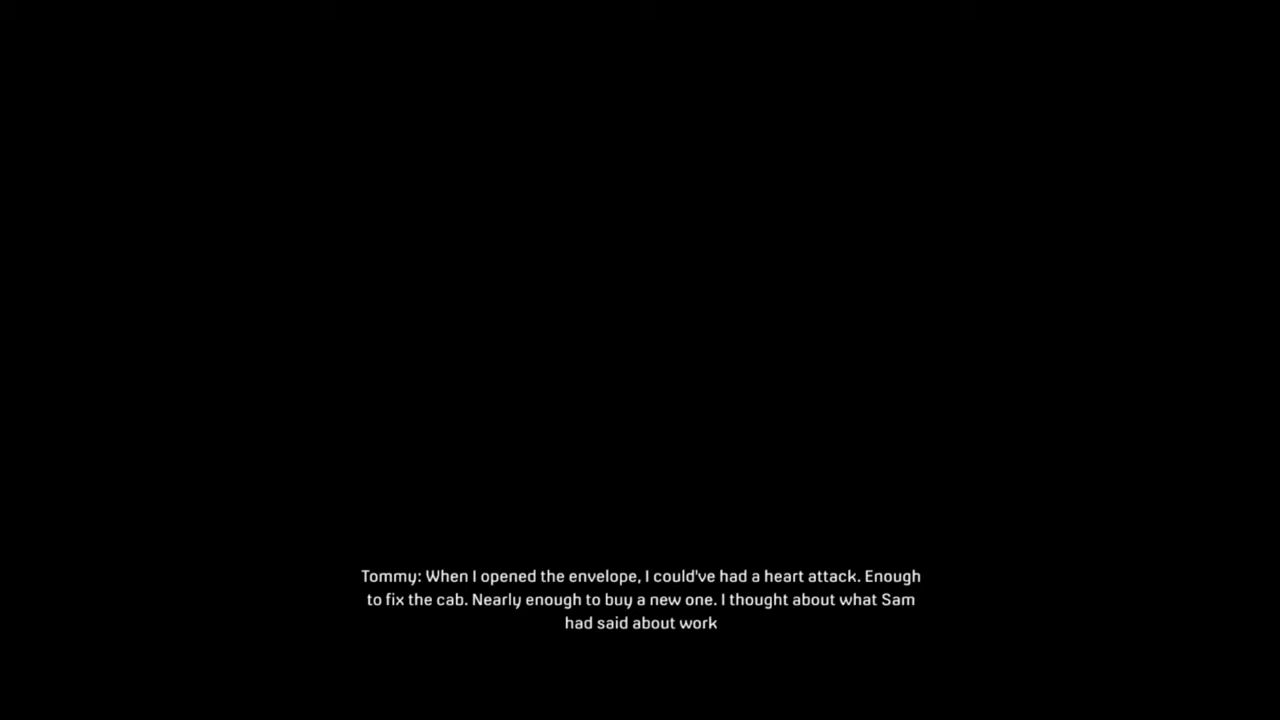 Tommy: When I opened the envelope, I could've had a heart attack. Enough
to fix the cab. Nearly enough to buy a new one. I thought about what Sam
had said about work